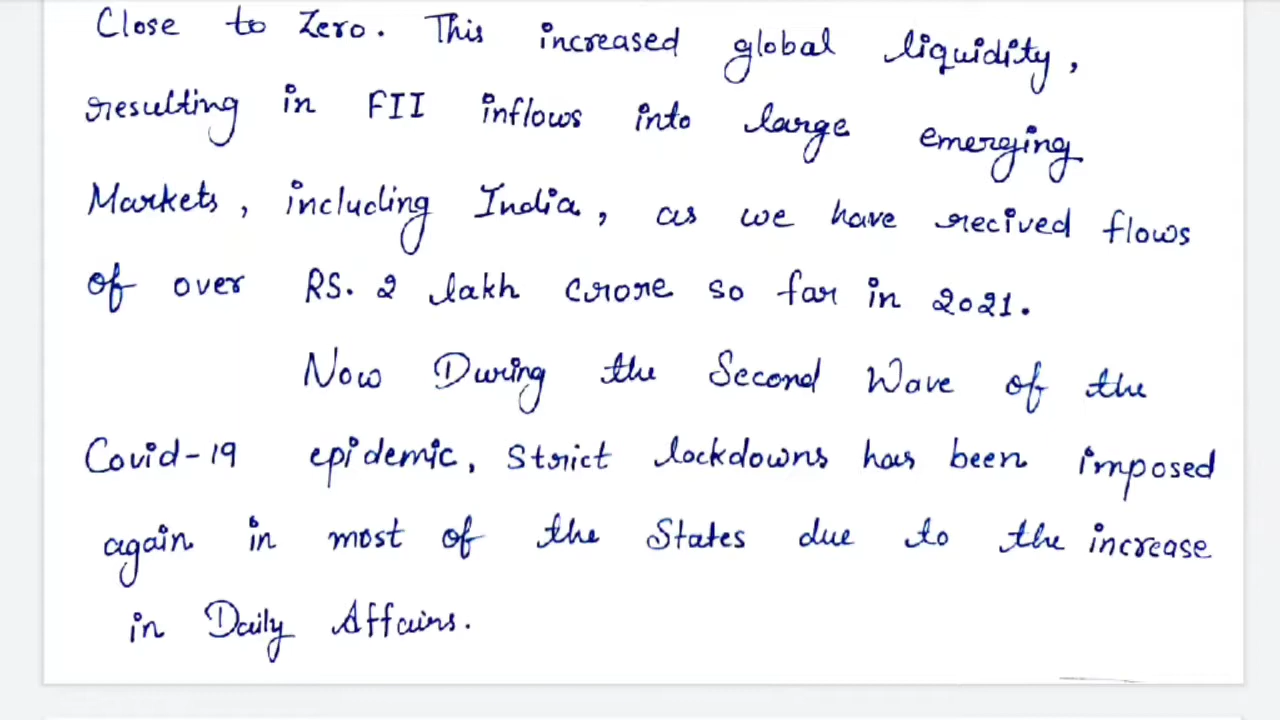 Close to Zero. This increased global liquidity,
resulting in FII inflows into large emerging
Markets, including India, as we have recived flows
of over RS. 2 lakh crore so far in 2021.
Now During the Second Wave of the
Covid-19 epidemic, strict lockdowns has been imposed
again in most of the States due to the increase
in Daily Affairs.